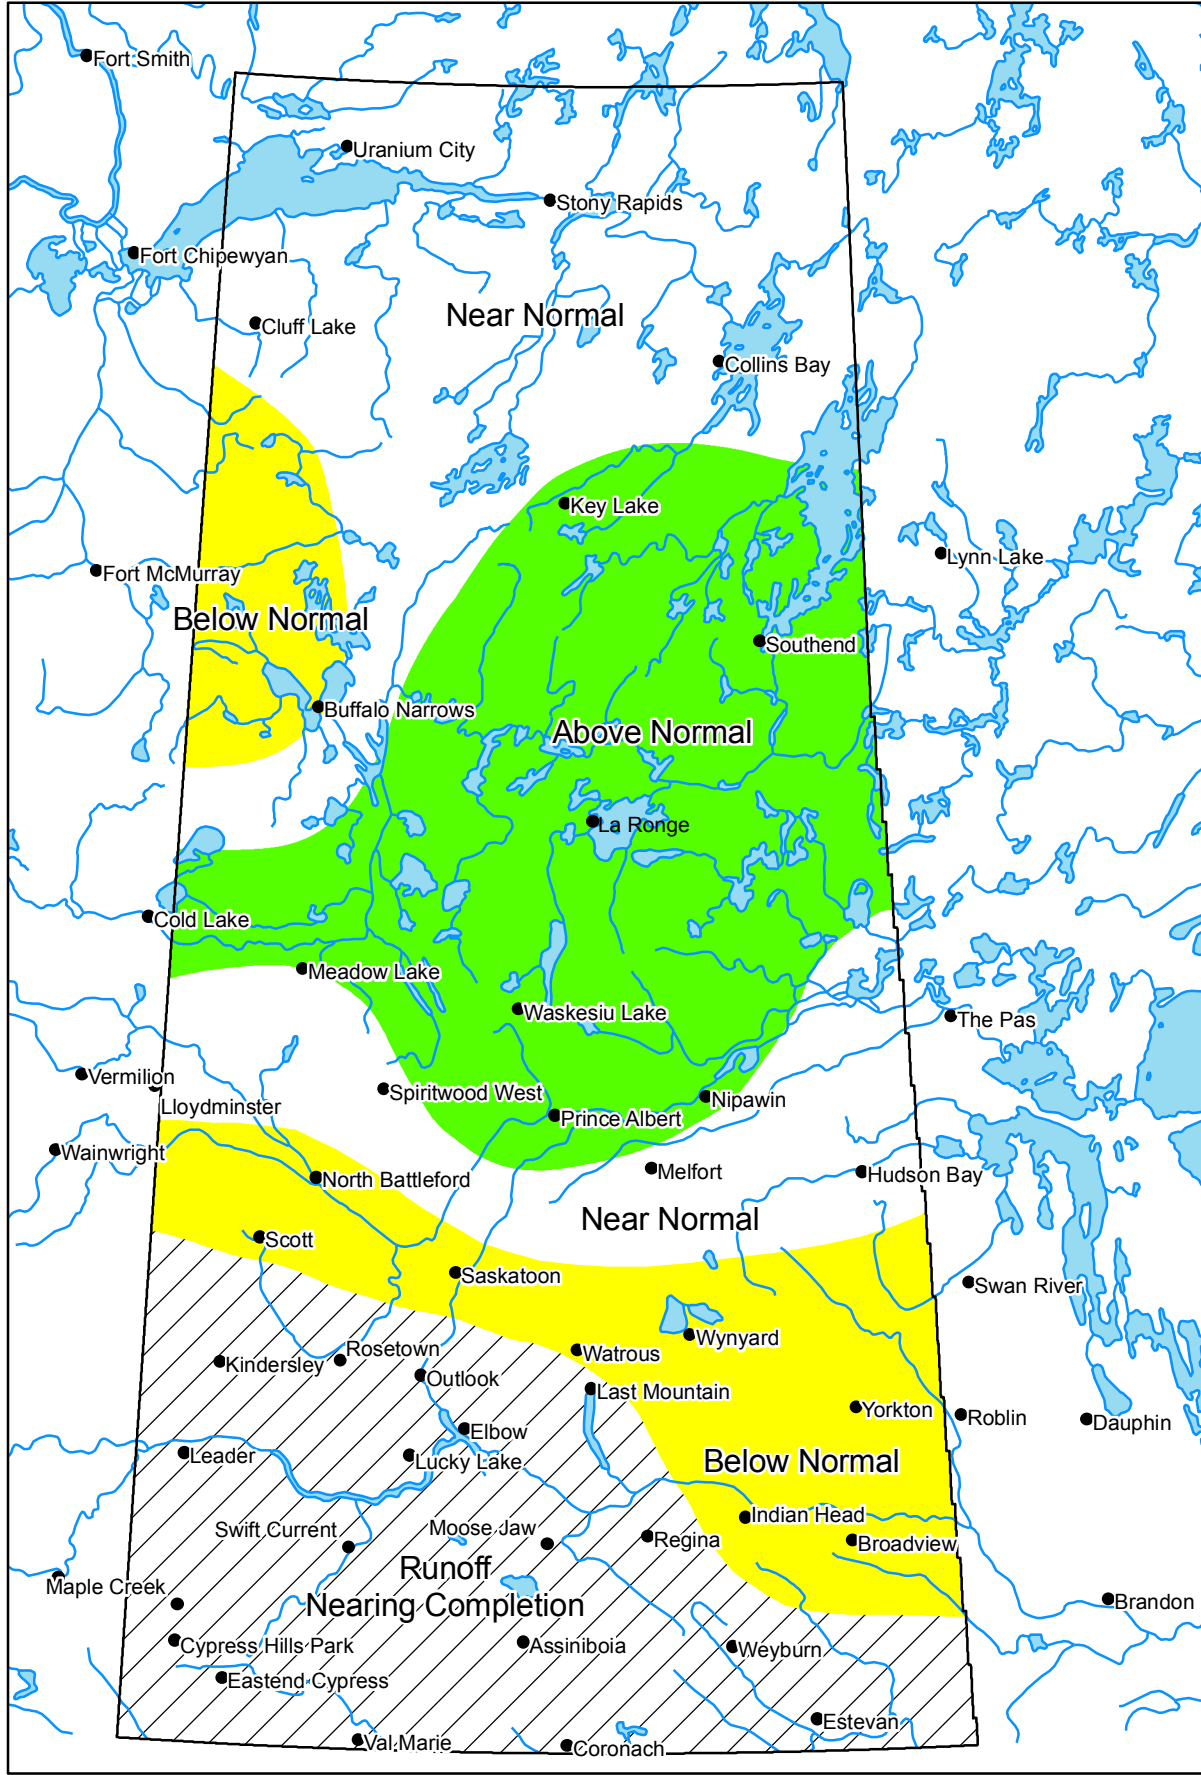 Fort Smith
Uranium City
Stony Rapids
Fort Chipewyan
Near Normal
Cluff Lake
Collins Bay
Key Lake
Lynn Lake
Fort McMurray
Below Normal
Southend
Buffalo Narrows
Above Normal
La Ronge
Cold Lake
Meadow Lake
Waskesiu Lake
The Pas
Vermilion
Spiritwood West
Nipawin
Lloydminster
Prince Albert
Wainwright
Melfort
Hudson Bay
North Battleford
Near Normal
Scott
Saskatoon
Swan River
Wynyard
Rosetown
Watrous
Kindersley
Outlook
Last Mountain
Yorkton
Roblin
Dauphin
Elbow
Leader
Lucky Lake
Below Normal
Indian Head
Swift Current
Moose Jaw
Regina
Broadview
Runoff
Nearing Completion
Maple Creek
Brandon
Cypress Hills Park
Assiniboia
Weyburn
Eastend Cypress
Estevan
Val Marie
Coronach